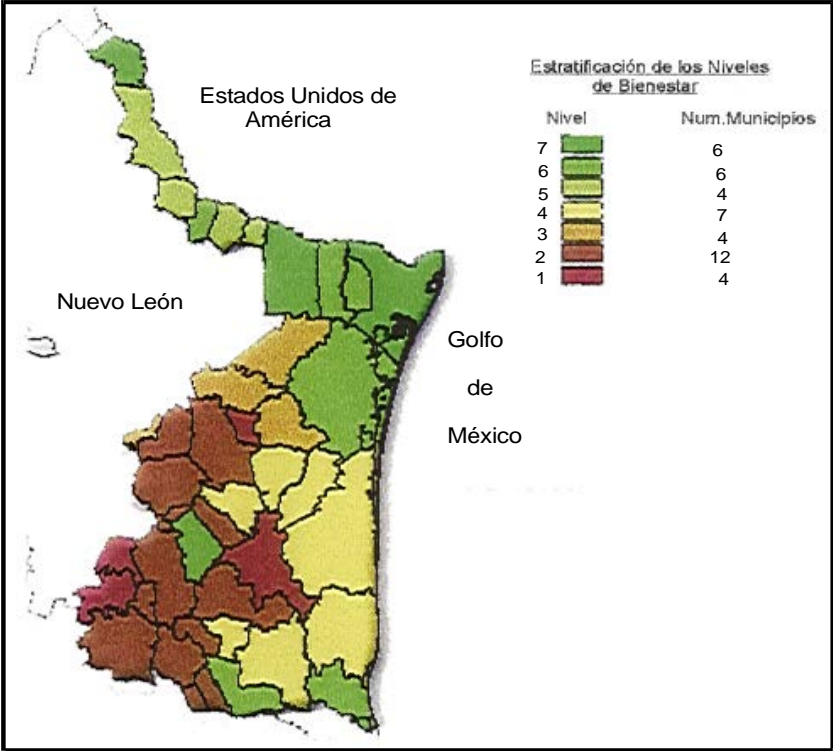 Estratificación de los Niveles
de Bienestar
Nivel Num.Municipios
7 6
6 6
5 4
4 7
3 4
2 12
1 4
Estados Unidos de
América
Nuevo León
Golfo
de
México